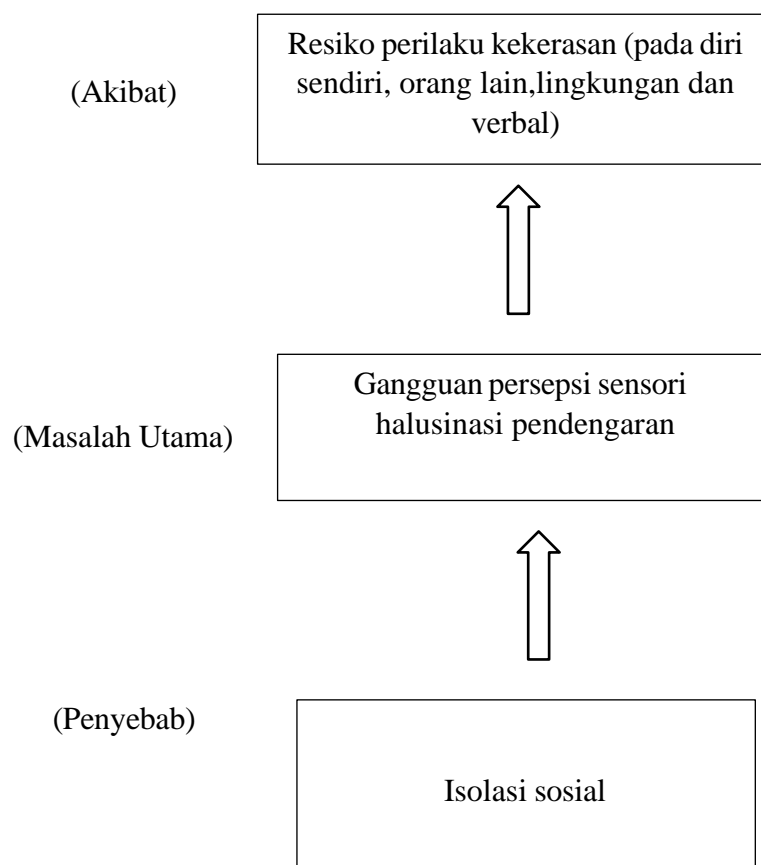 Resiko perilaku kekerasan (pada diri
sendiri, orang lain,lingkungan dan
verbal)
(Akibat)
Gangguan persepsi sensori
halusinasi pendengaran
(Masalah Utama)
(Penyebab)
Isolasi sosial